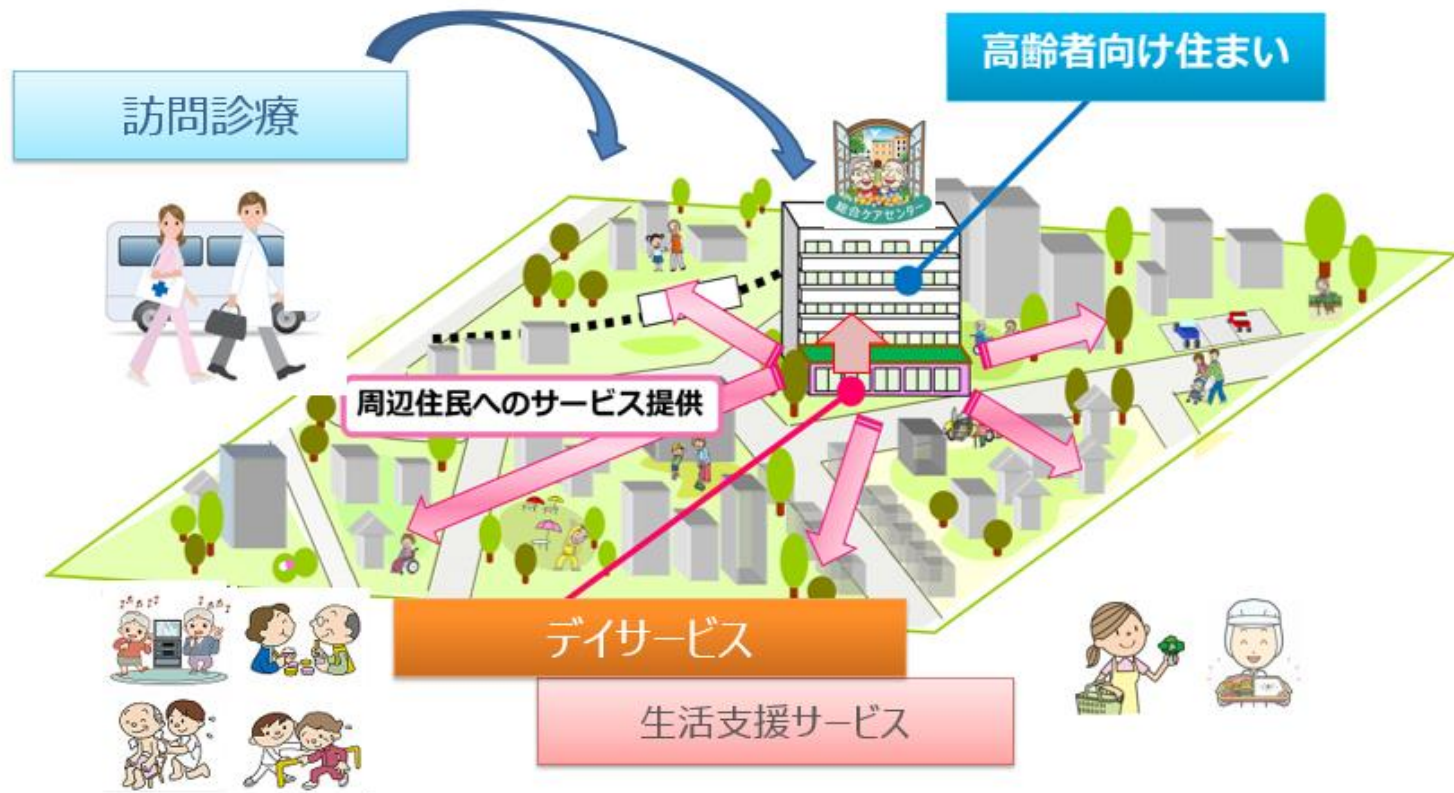 高齢者向け住まい
訪問診療
総合ケアセンター
周辺住民へのサービス提供
デイサービス
生活支援サービス